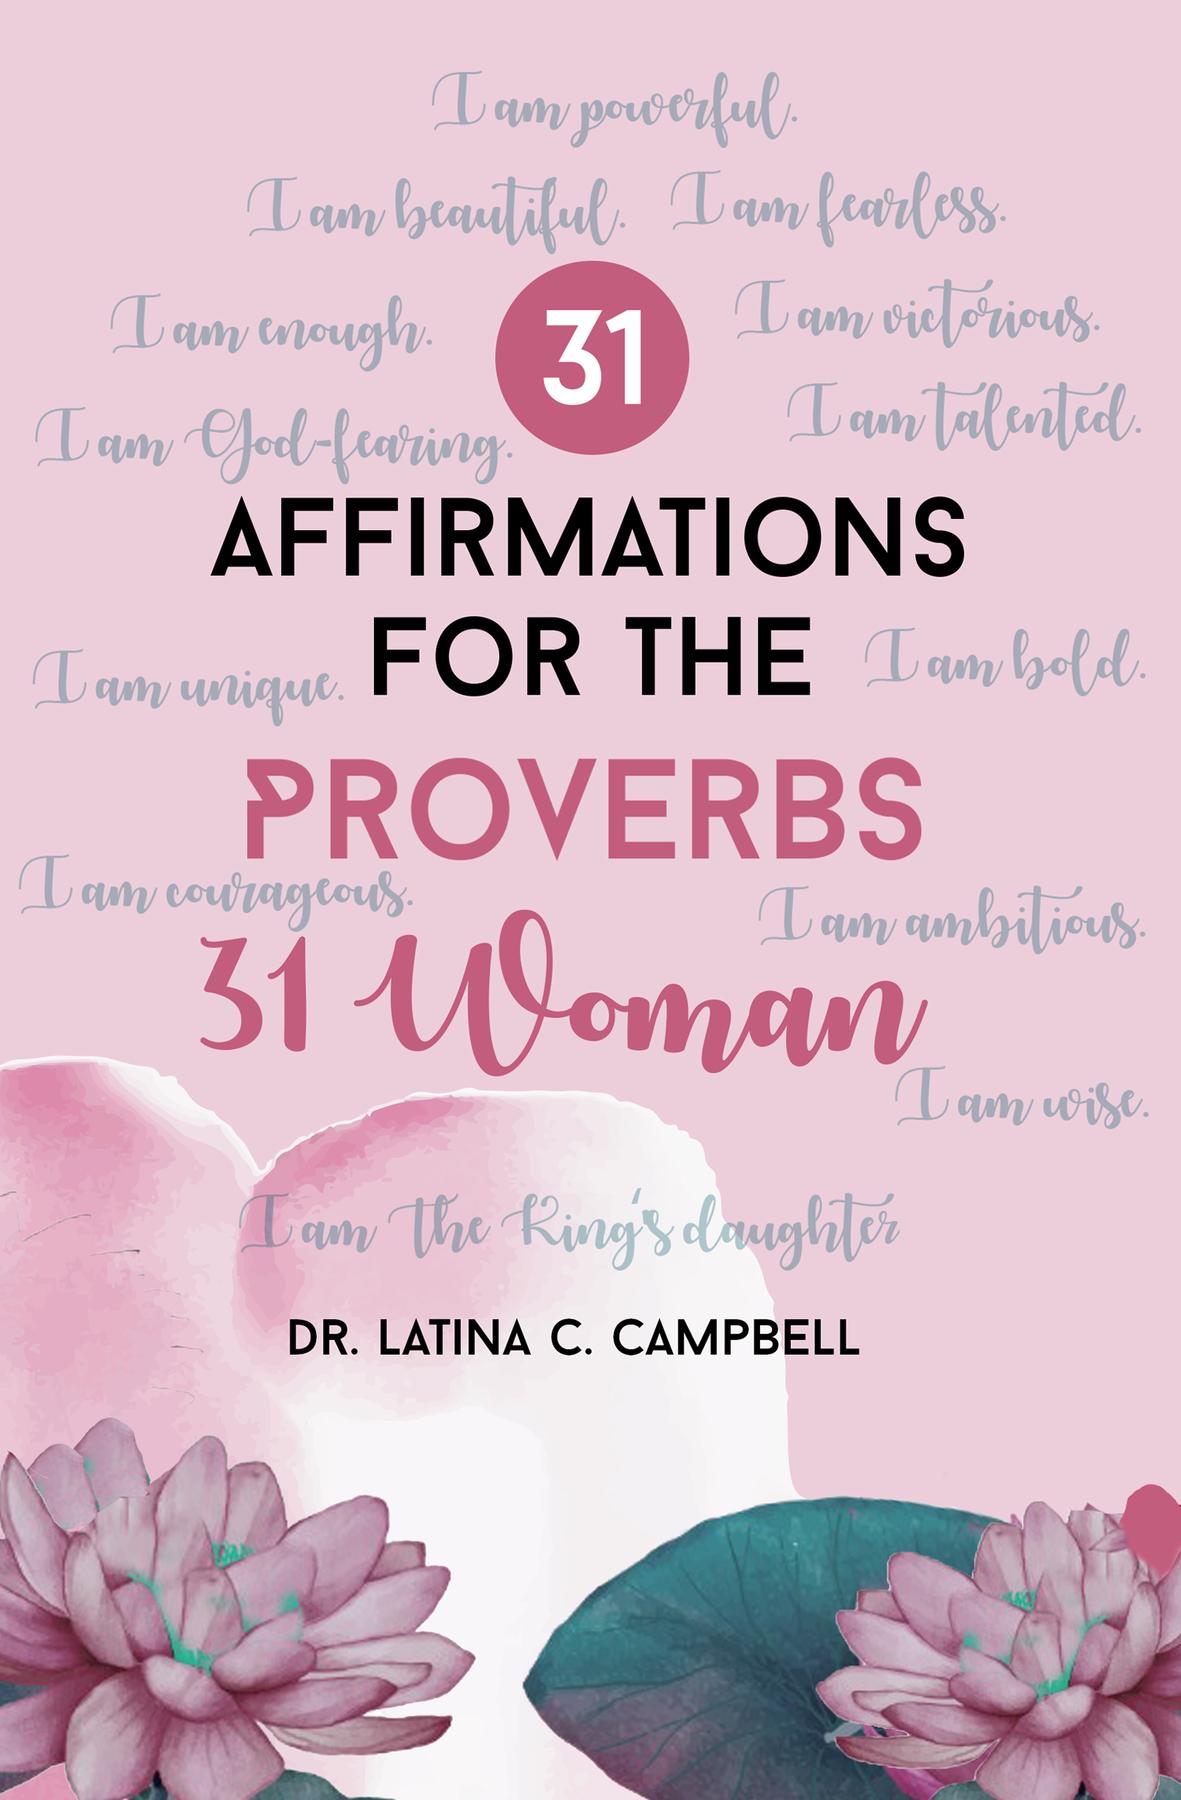 I am powerful.
I am beautiful. I am fearless.
I am enough. 31 I am victorious.
I am God-fearing. I am talented.
AFFIRMATIONS
I am unique. FOR THE I am bold.
PROVERBS
I am courageous. I am ambitious.
31 Woman
I am wise.
I am the King's daughter
DR. LATINA C. CAMPBELL